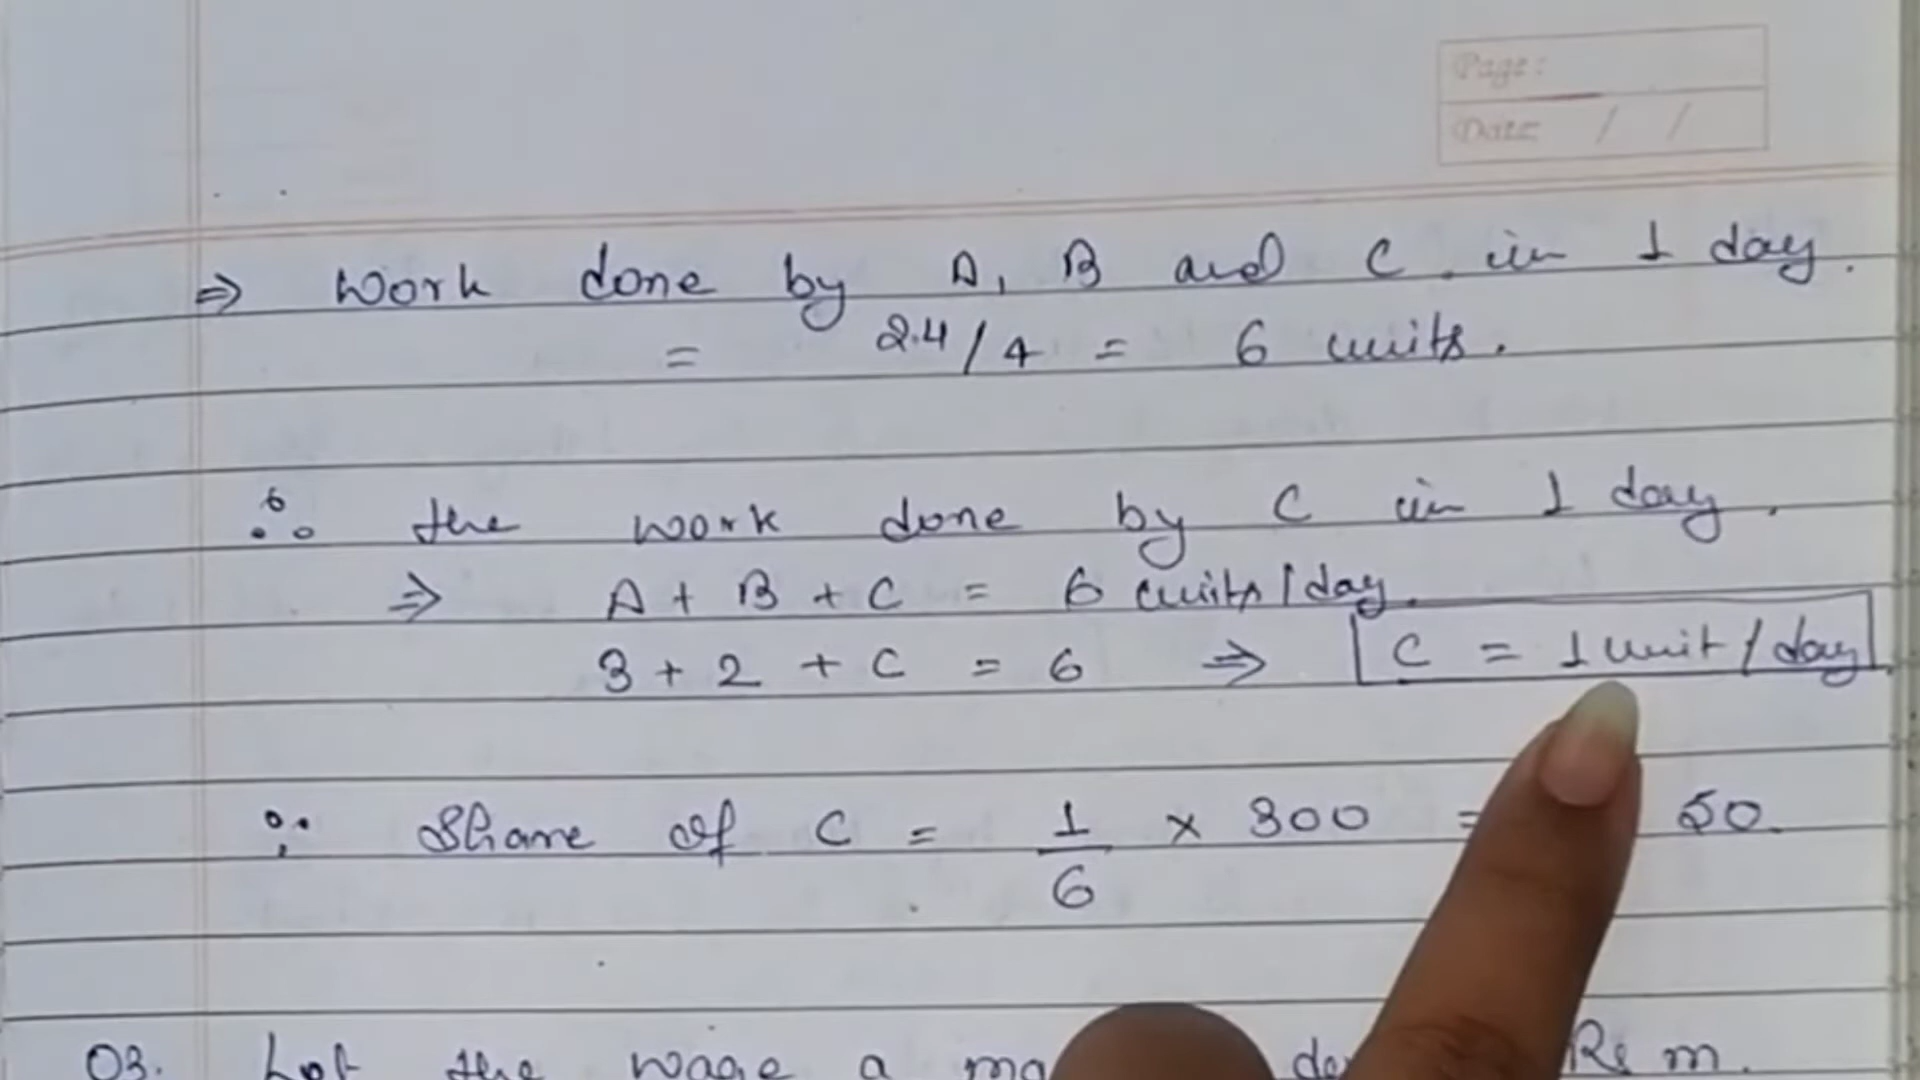 Page:
Date / /
⇒ Work done by A, B and C in 1 day.
= 24/4 = 6 units.
∴ the work done by C in 1 day.
⇒ A + B + C = 6 units/day.
3 + 2 + C = 6 ⇒ C = 1 unit/day.
∴ Share of C = 1/6 × 300 = 50.
03. Let the wage a Rs m.